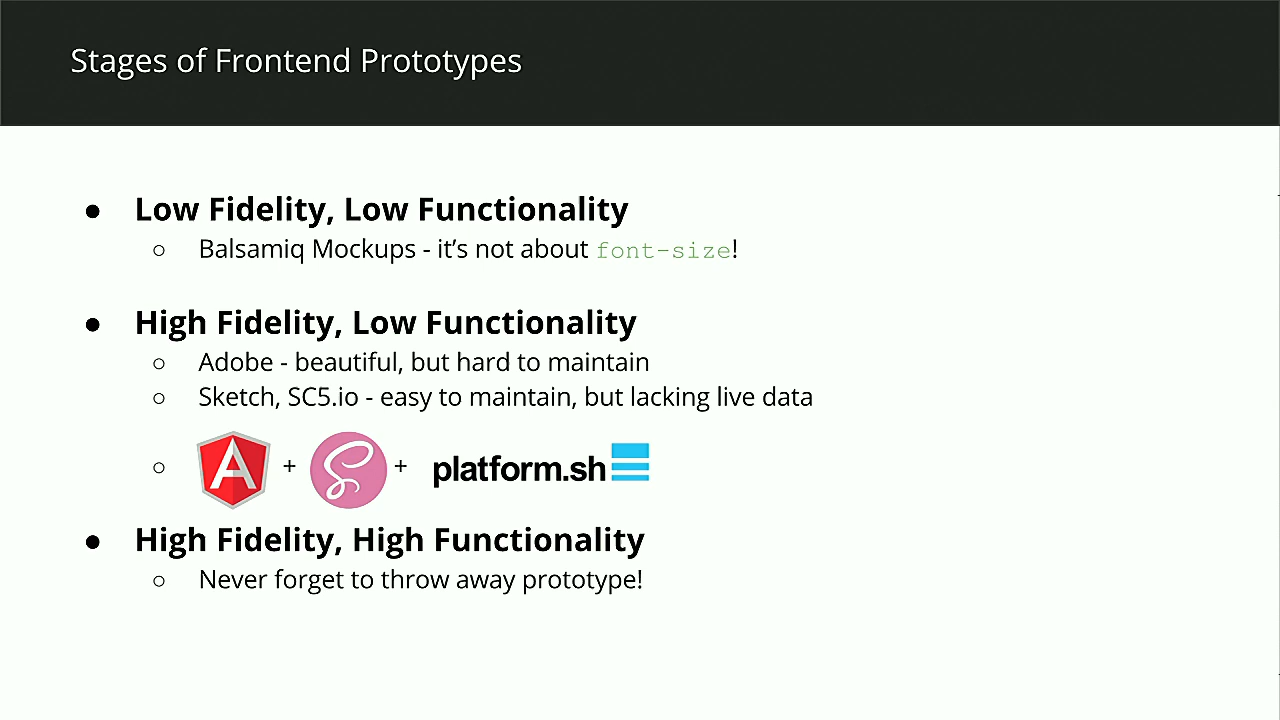 Stages of Frontend Prototypes
● Low Fidelity, Low Functionality
○ Balsamiq Mockups - it’s not about font-size!
● High Fidelity, Low Functionality
○ Adobe - beautiful, but hard to maintain
○ Sketch, SC5.io - easy to maintain, but lacking live data
○ A + S + platform.sh
● High Fidelity, High Functionality
○ Never forget to throw away prototype!